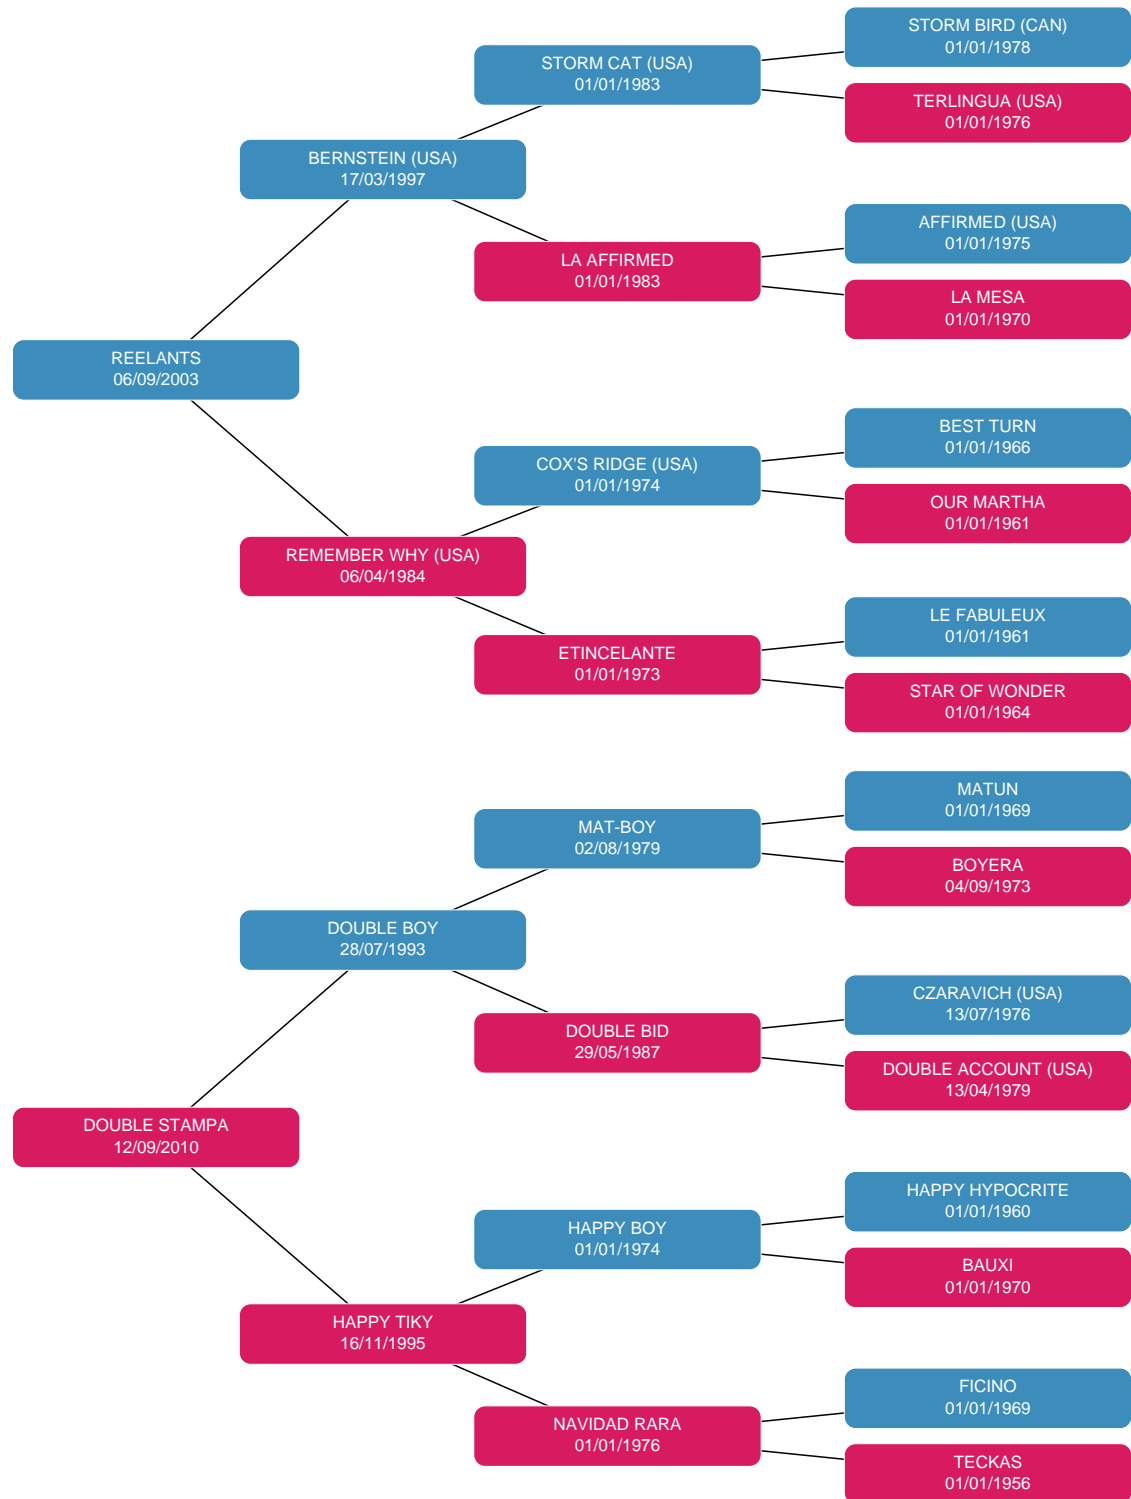 STORM BIRD (CAN)
01/01/1978
STORM CAT (USA)
01/01/1983
TERLINGUA (USA)
01/01/1976
BERNSTEIN (USA)
17/03/1997
AFFIRMED (USA)
01/01/1975
LA AFFIRMED
01/01/1983
LA MESA
01/01/1970
REELANTS
06/09/2003
BEST TURN
01/01/1966
COX'S RIDGE (USA)
01/01/1974
OUR MARTHA
01/01/1961
REMEMBER WHY (USA)
06/04/1984
LE FABULEUX
01/01/1961
ETINCELANTE
01/01/1973
STAR OF WONDER
01/01/1964
MATUN
01/01/1969
MAT-BOY
02/08/1979
BOYERA
04/09/1973
DOUBLE BOY
28/07/1993
CZARAVICH (USA)
13/07/1976
DOUBLE BID
29/05/1987
DOUBLE ACCOUNT (USA)
13/04/1979
DOUBLE STAMPA
12/09/2010
HAPPY HYPOCRITE
01/01/1960
HAPPY BOY
01/01/1974
BAUXI
01/01/1970
HAPPY TIKY
16/11/1995
FICINO
01/01/1969
NAVIDAD RARA
01/01/1976
TECKAS
01/01/1956